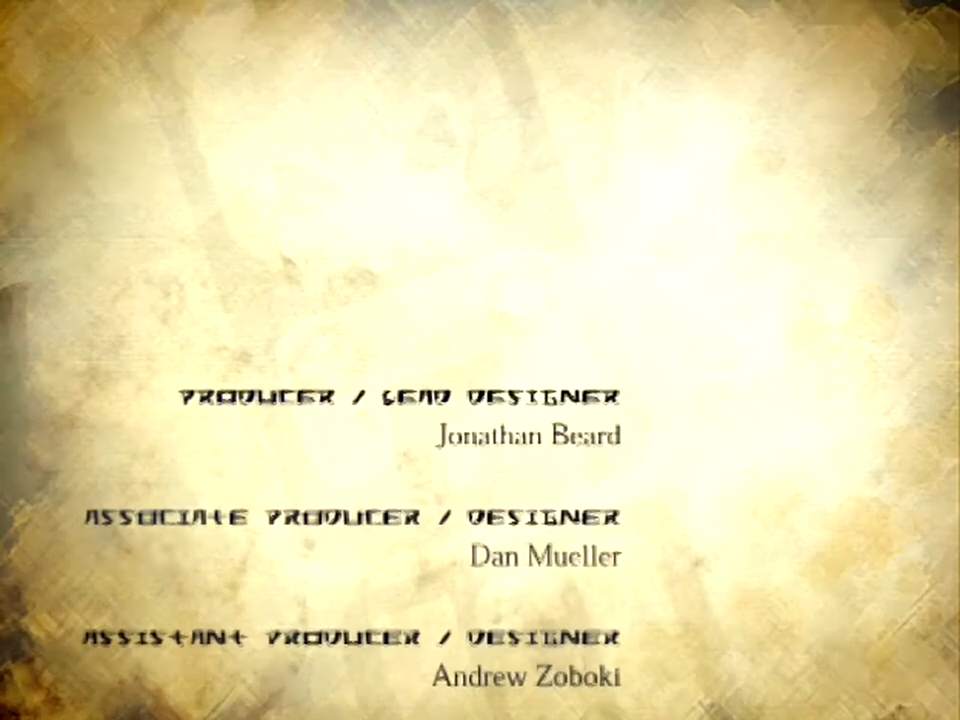 PRODUCER / LEAD DESIGNER
Jonathan Beard
ASSOCIATE PRODUCER / DESIGNER
Dan Mueller
ASSISTANT PRODUCER / DESIGNER
Andrew Zoboki